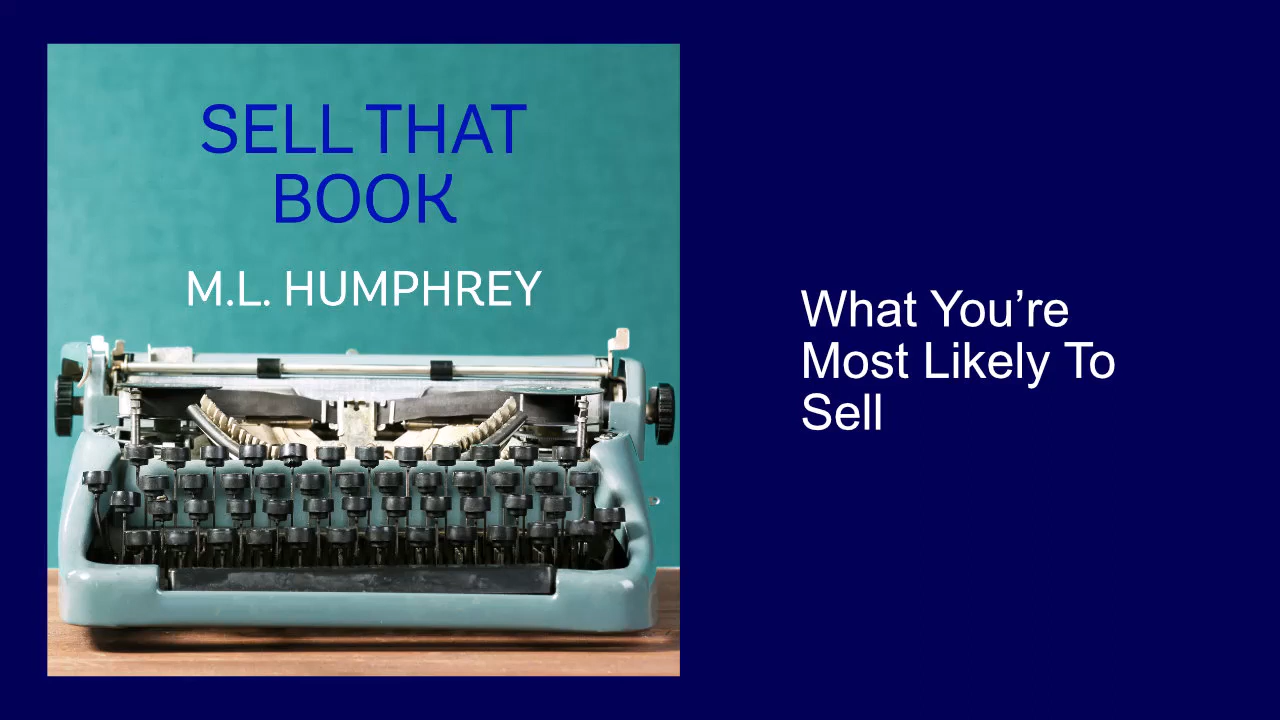 SELL THAT
BOOK
M.L. HUMPHREY
What You’re
Most Likely To
Sell